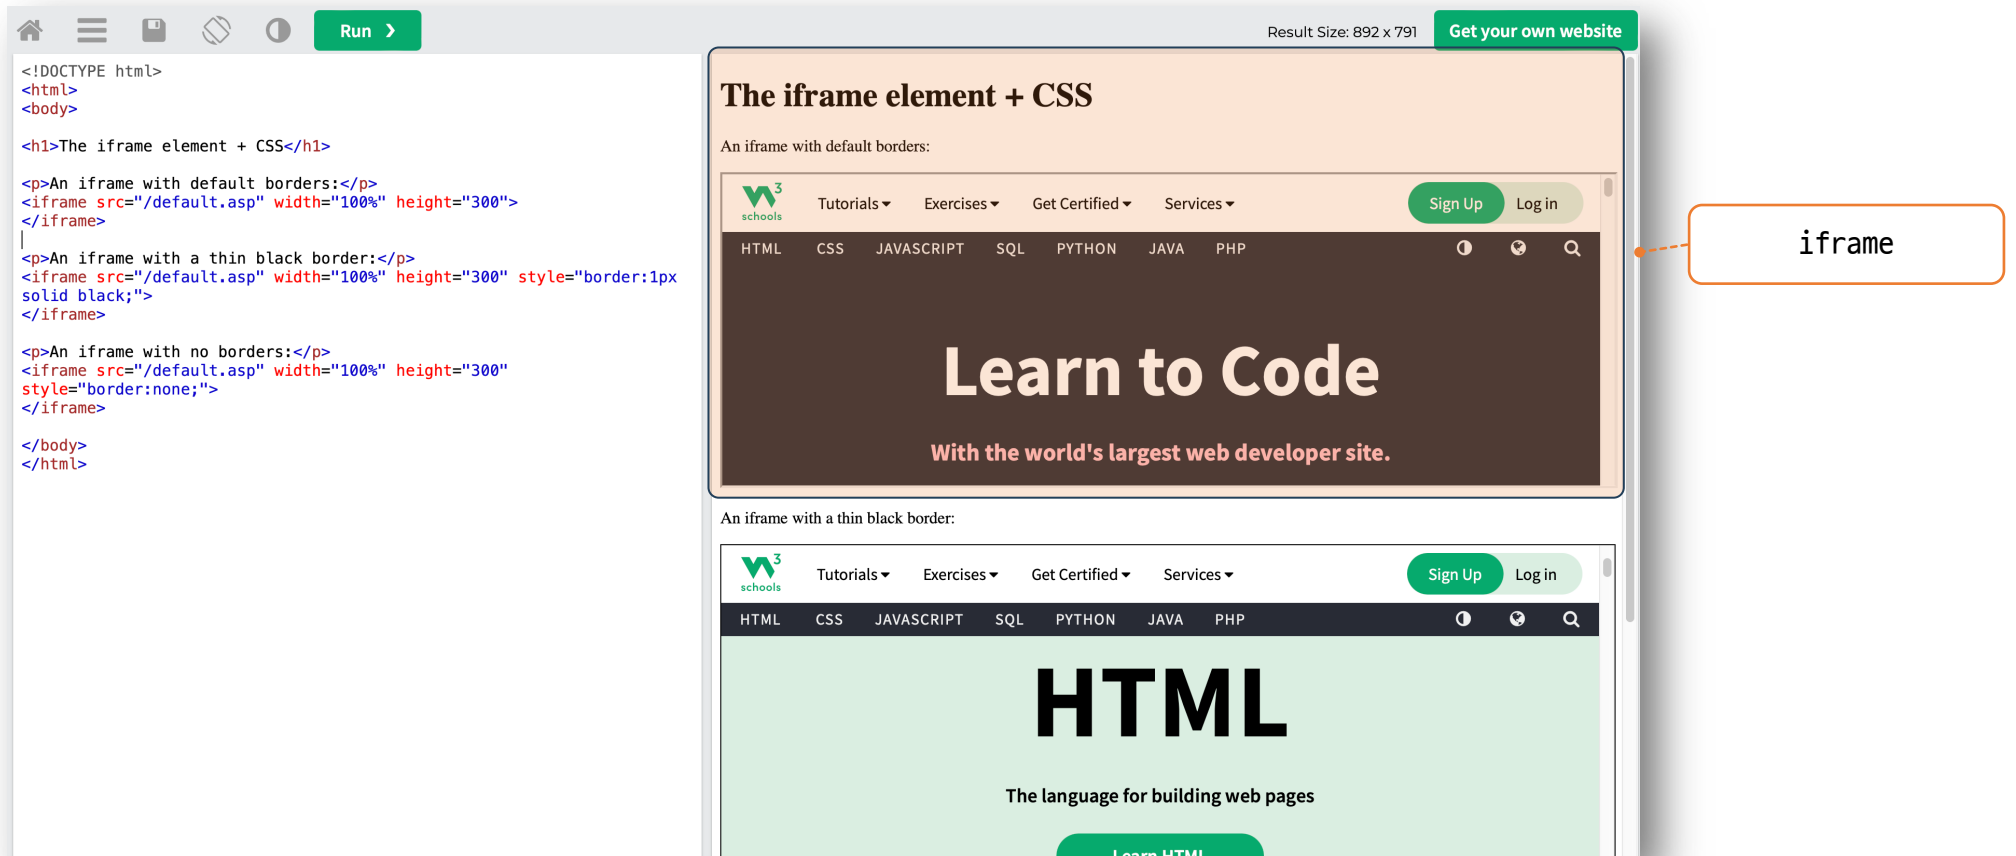 Run ❯
Result Size: 892 x 791
Get your own website
<!DOCTYPE html>
<html>
<body>
<h1>The iframe element + CSS</h1>
<p>An iframe with default borders:</p>
<iframe src="/default.asp" width="100%" height="300">
</iframe>
<p>An iframe with a thin black border:</p>
<iframe src="/default.asp" width="100%" height="300" style="border:1px
solid black;">
</iframe>
<p>An iframe with no borders:</p>
<iframe src="/default.asp" width="100%" height="300"
style="border:none;">
</iframe>
</body>
</html>
The iframe element + CSS
An iframe with default borders:
W3 schools
Tutorials Exercises Get Certified Services Sign Up Log in
HTML CSS JAVASCRIPT SQL PYTHON JAVA PHP
Learn to Code
With the world's largest web developer site.
An iframe with a thin black border:
W3 schools
Tutorials Exercises Get Certified Services Sign Up Log in
HTML CSS JAVASCRIPT SQL PYTHON JAVA PHP
HTML
The language for building web pages
Learn HTML
iframe